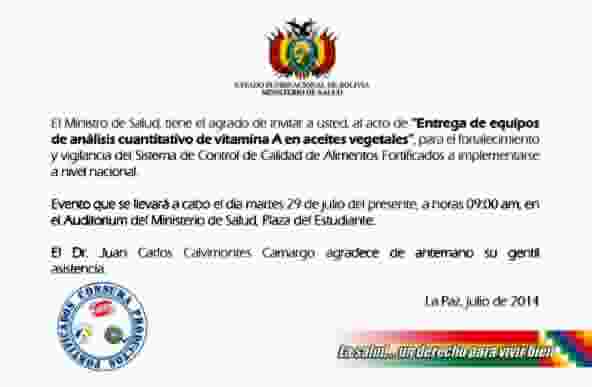 ESTADO PLURINACIONAL DE BOLIVIA
MINISTERIO DE SALUD
El Ministro de Salud, tiene el agrado de invitar a usted, al acto de "Entrega de equipos
de análisis cuantitativo de vitamina A en aceites vegetales", para el fortalecimiento
y vigilancia del Sistema de Control de Calidad de Alimentos Fortificados a implementarse
a nivel nacional.
Evento que se llevará a cabo el día martes 29 de julio del presente, a horas 09:00 am, en
el Auditorium del Ministerio de Salud, Plaza del Estudiante.
El Dr. Juan Carlos Calvimontes Camargo agradece de antemano su gentil
asistencia.
La Paz, julio de 2014
CONSUMA PRODUCTOS FORTIFICADOS
La salud... un derecho para vivir bien